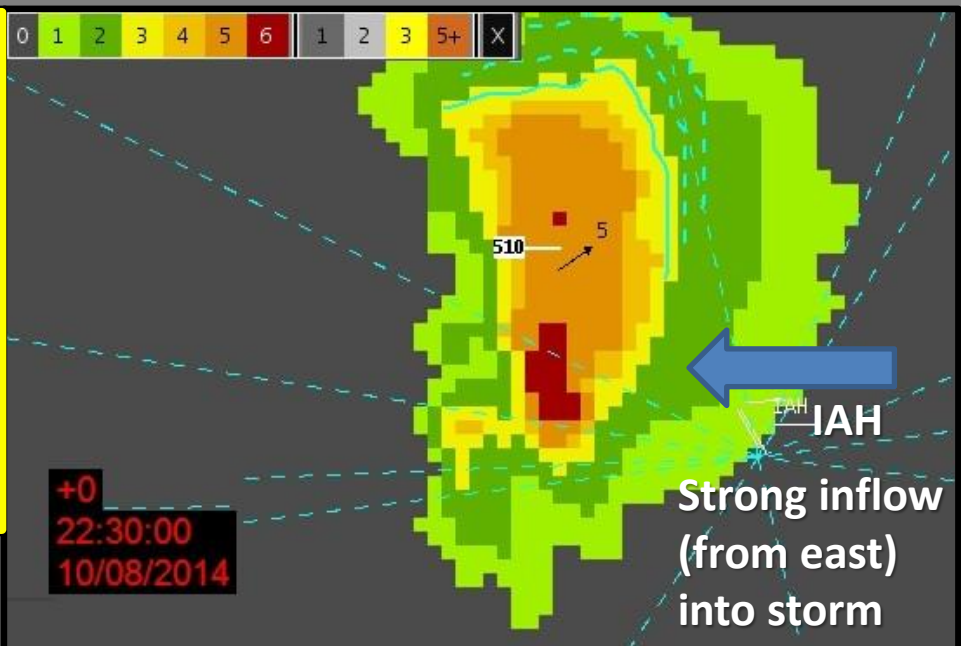 0 1 2 3 4 5 6 1 2 3 5+ X
5
510
IAH
IAH
Strong inflow
(from east)
into storm
+0
22:30:00
10/08/2014